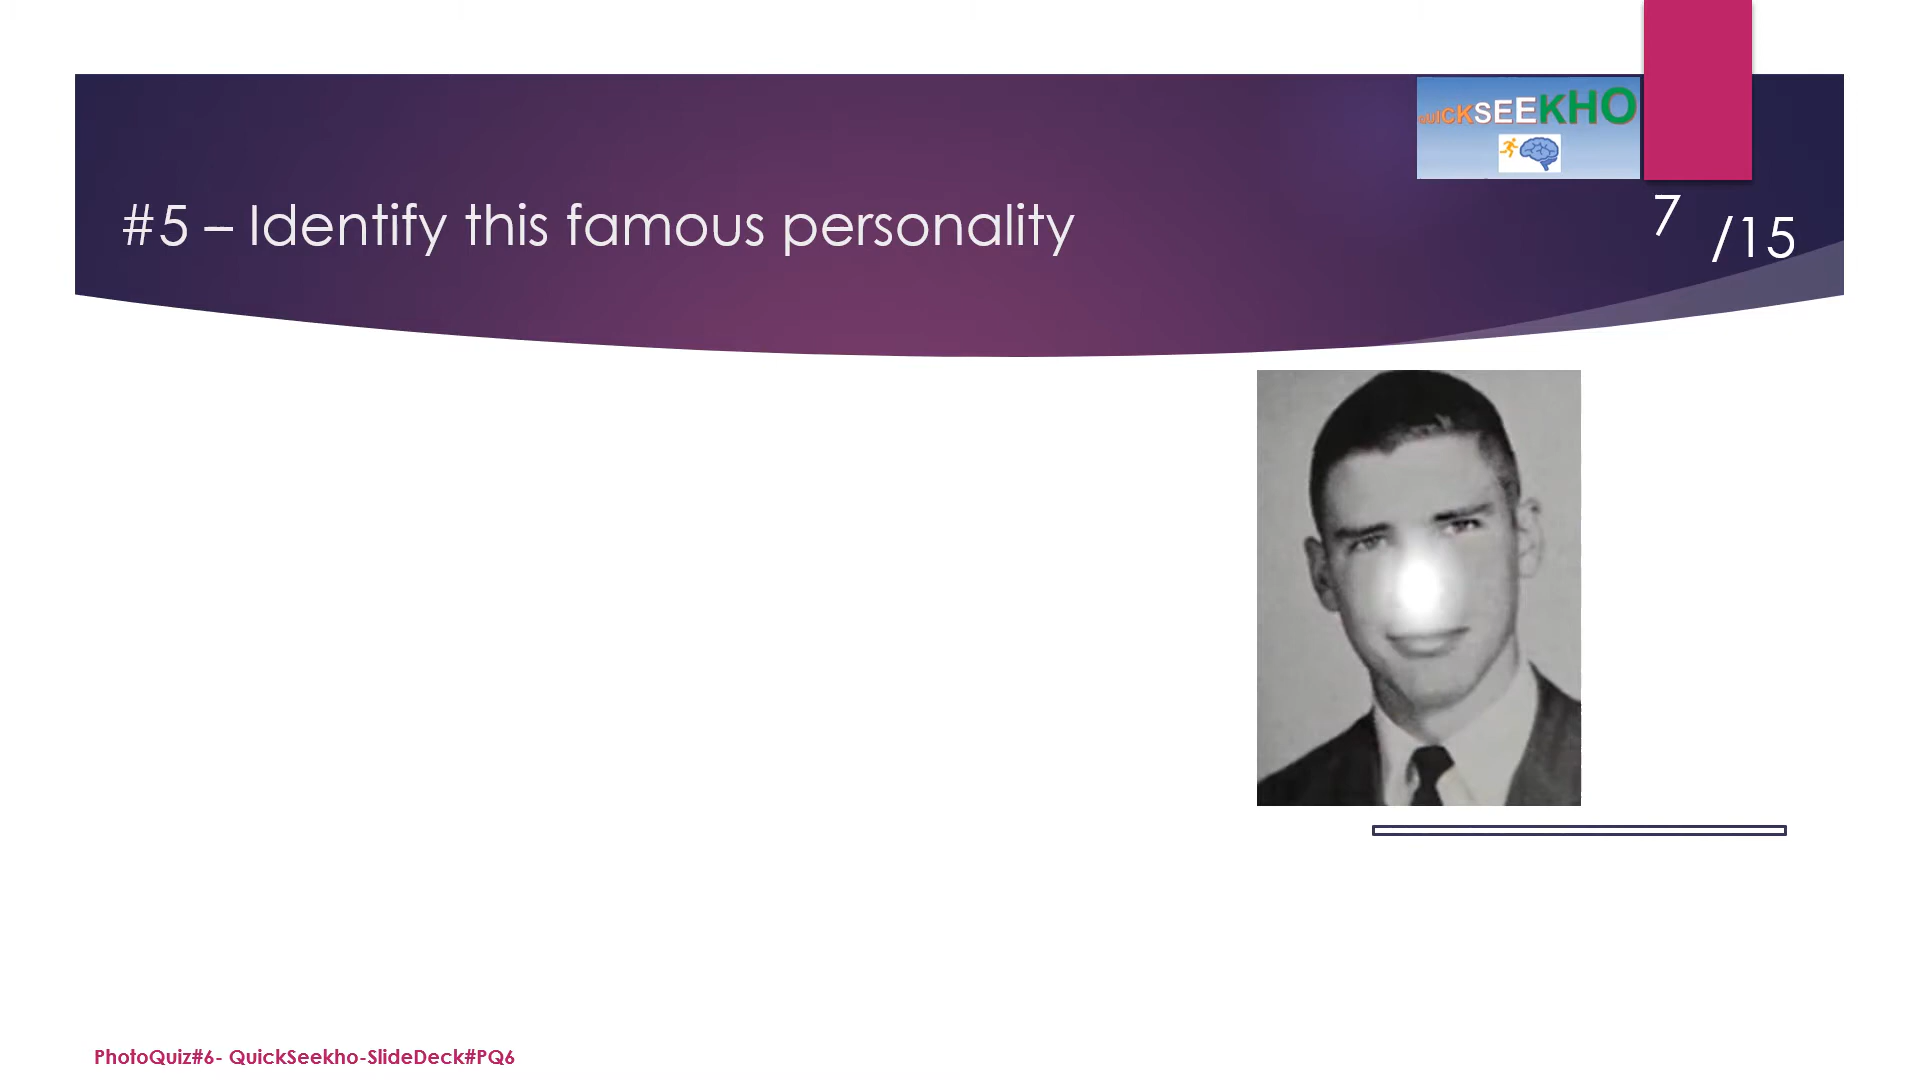 QUICKSEEKHO
#5 – Identify this famous personality
7 /15
PhotoQuiz#6- QuickSeekho-SlideDeck#PQ6